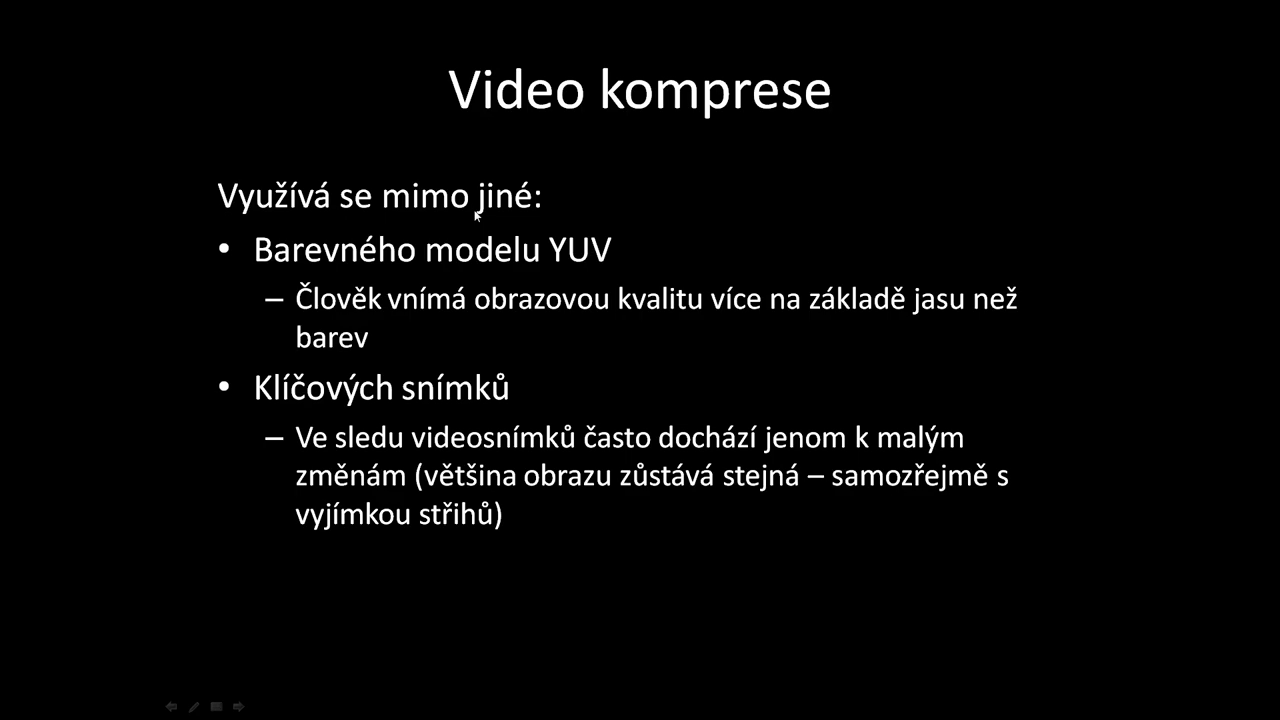 Video komprese
Využívá se mimo jiné:
• Barevného modelu YUV
– Člověk vnímá obrazovou kvalitu více na základě jasu než
barev
• Klíčových snímků
– Ve sledu videosnímků často dochází jenom k malým
změnám (většina obrazu zůstává stejná – samozřejmě s
vyjímkou střihů)